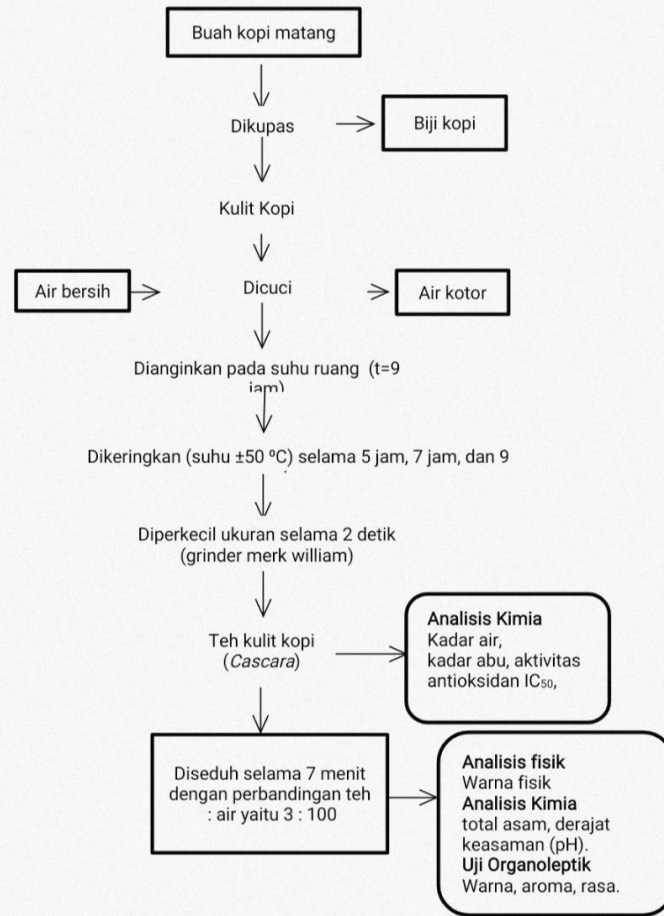 Buah kopi matang
Dikupas
Biji kopi
Kulit Kopi
Air bersih
Dicuci
Air kotor
Dianginkan pada suhu ruang (t=9
jam)
Dikeringkan (suhu ±50 ⁰C) selama 5 jam, 7 jam, dan 9
Diperkecil ukuran selama 2 detik
(grinder merk william)
Teh kulit kopi
(Cascara)
Analisis Kimia
Kadar air,
kadar abu, aktivitas
antioksidan IC₅₀,
Diseduh selama 7 menit
dengan perbandingan teh
: air yaitu 3 : 100
Analisis fisik
Warna fisik
Analisis Kimia
total asam, derajat
keasaman (pH).
Uji Organoleptik
Warna, aroma, rasa.